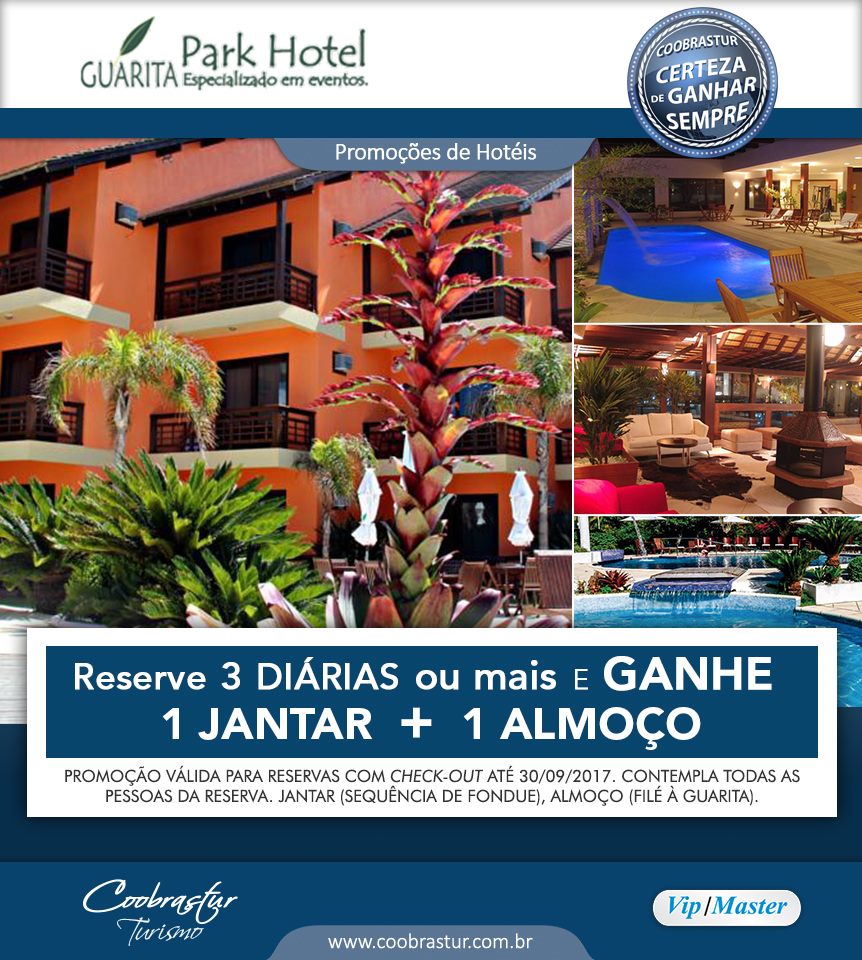 GUARITA Park Hotel
Especializado em eventos.
COOBRASTUR
CERTEZA
DE GANHAR
SEMPRE
Promoções de Hotéis
Reserve 3 DIÁRIAS ou mais E GANHE
1 JANTAR + 1 ALMOÇO
PROMOÇÃO VÁLIDA PARA RESERVAS COM CHECK-OUT ATÉ 30/09/2017. CONTEMPLA TODAS AS
PESSOAS DA RESERVA. JANTAR (SEQUÊNCIA DE FONDUE), ALMOÇO (FILÉ À GUARITA).
Coobrastur
Turismo
Vip/Master
www.coobrastur.com.br